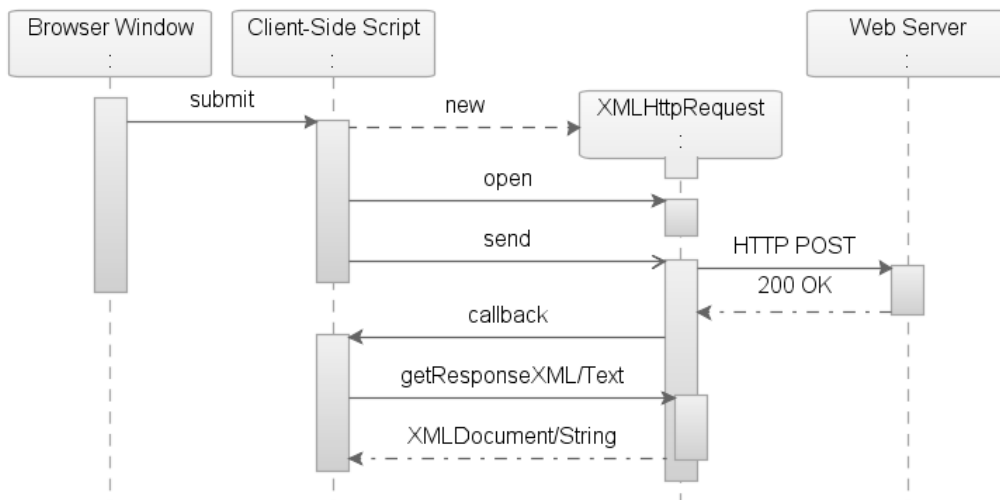 Browser Window
:
Client-Side Script
:
Web Server
:
submit
new
XMLHttpRequest
:
open
send
HTTP POST
200 OK
callback
getResponseXML/Text
XMLDocument/String